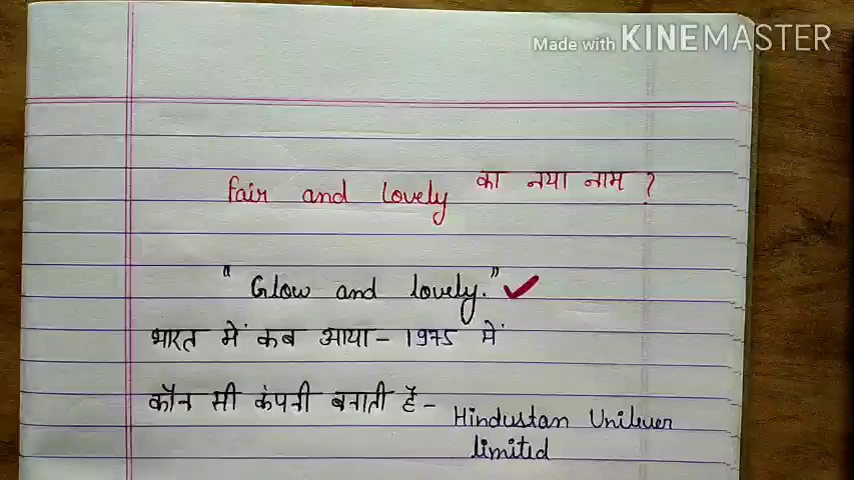 Made with KINEMASTER
fair and lovely का नया नाम ?
"Glow and lovely."
भारत में कब आया - 1975 में
कौन सी कंपनी बनाती है -
Hindustan Unilever
limited